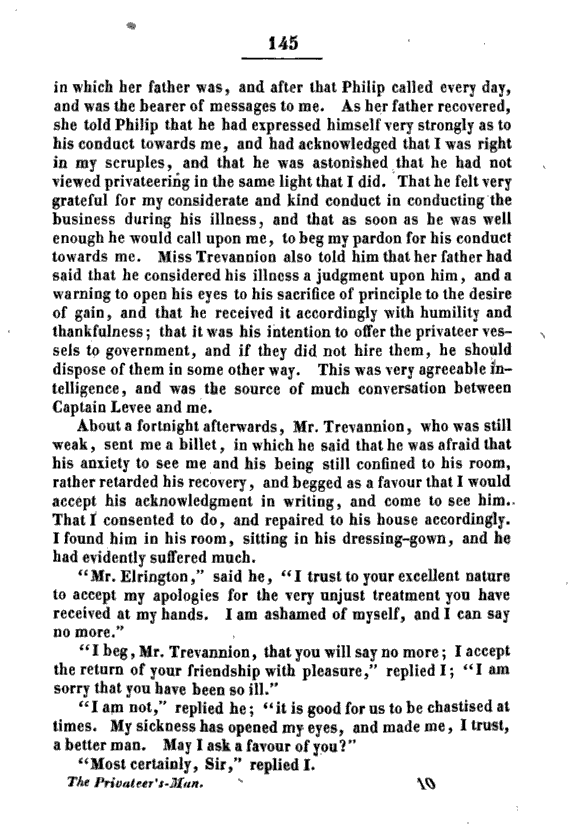 145
in which her father was, and after that Philip called every day,
and was the bearer of messages to me. As her father recovered,
she told Philip that he had expressed himself very strongly as to
his conduct towards me, and had acknowledged that I was right
in my scruples, and that he was astonished that he had not
viewed privateering in the same light that I did. That he felt very
grateful for my considerate and kind conduct in conducting the
business during his illness, and that as soon as he was well
enough he would call upon me, to beg my pardon for his conduct
towards me. Miss Trevannion also told him that her father had
said that he considered his illness a judgment upon him, and a
warning to open his eyes to his sacrifice of principle to the desire
of gain, and that he received it accordingly with humility and
thankfulness; that it was his intention to offer the privateer ves-
sels to government, and if they did not hire them, he should
dispose of them in some other way. This was very agreeable in-
telligence, and was the source of much conversation between
Captain Levee and me.
About a fortnight afterwards, Mr. Trevannion, who was still
weak, sent me a billet, in which he said that he was afraid that
his anxiety to see me and his being still confined to his room,
rather retarded his recovery, and begged as a favour that I would
accept his acknowledgment in writing, and come to see him..
That I consented to do, and repaired to his house accordingly.
I found him in his room, sitting in his dressing-gown, and he
had evidently suffered much.
"Mr. Elrington," said he, "I trust to your excellent nature
to accept my apologies for the very unjust treatment you have
received at my hands. I am ashamed of myself, and I can say
no more."
"I beg, Mr. Trevannion, that you will say no more; I accept
the return of your friendship with pleasure," replied I; "I am
sorry that you have been so ill."
"I am not," replied he; "it is good for us to be chastised at
times. My sickness has opened my eyes, and made me, I trust,
a better man. May I ask a favour of you?"
"Most certainly, Sir," replied I.
The Privateer's-Man. 10